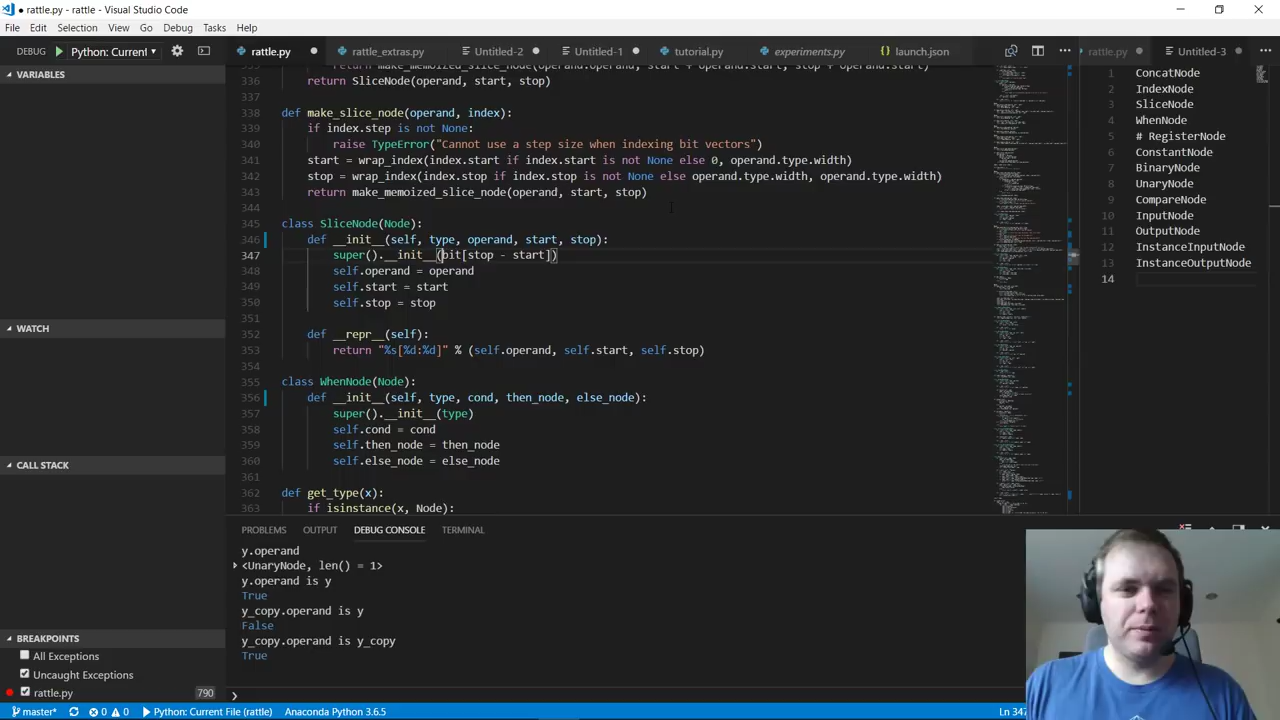 ● rattle.py - Visual Studio Code
File Edit Selection View Go Debug Tasks Help
DEBUG Python: Current
rattle.py rattle_extras.py Untitled-2 Untitled-1 tutorial.py experiments.py launch.json rattle.py Untitled-3
VARIABLES
WATCH
CALL STACK
BREAKPOINTS
All Exceptions
Uncaught Exceptions
rattle.py 790
336 return SliceNode(operand, start, stop)
337
338 def make_slice_node(operand, index):
339 if index.step is not None:
340 raise TypeError("Cannot use a step size when indexing bit vectors")
341 start = wrap_index(index.start if index.start is not None else 0, operand.type.width)
342 stop = wrap_index(index.stop if index.stop is not None else operand.type.width, operand.type.width)
343 return make_memoized_slice_node(operand, start, stop)
344
345 class SliceNode(Node):
346 def __init__(self, type, operand, start, stop):
347 super().__init__(bit[stop - start])
348 self.operand = operand
349 self.start = start
350 self.stop = stop
351
352 def __repr__(self):
353 return "%s[%d:%d]" % (self.operand, self.start, self.stop)
354
355 class WhenNode(Node):
356 def __init__(self, type, cond, then_node, else_node):
357 super().__init__(type)
358 self.cond = cond
359 self.then_node = then_node
360 self.else_node = else_node
361
362 def get_type(x):
363 if isinstance(x, Node):
1 ConcatNode
2 IndexNode
3 SliceNode
4 WhenNode
5 # RegisterNode
6 ConstantNode
7
8 UnaryNode
9 CompareNode
10
11 OutputNode
12
13 InstanceOutputNode
14
PROBLEMS OUTPUT DEBUG CONSOLE TERMINAL
y.operand
<UnaryNode, len() = 1>
y.operand is y
True
y_copy.operand is y
False
y_copy.operand is y_copy
True
master* 0 0 Python: Current File (rattle) Anaconda Python 3.6.5 Ln 347